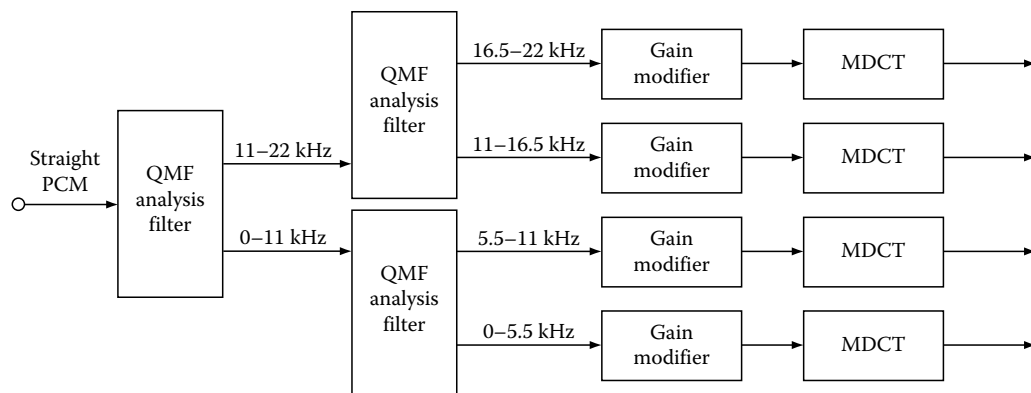 Straight
PCM
QMF
analysis
filter
11–22 kHz
0–11 kHz
QMF
analysis
filter
16.5–22 kHz
Gain
modifier
MDCT
11–16.5 kHz
Gain
modifier
MDCT
QMF
analysis
filter
5.5–11 kHz
Gain
modifier
MDCT
0–5.5 kHz
Gain
modifier
MDCT